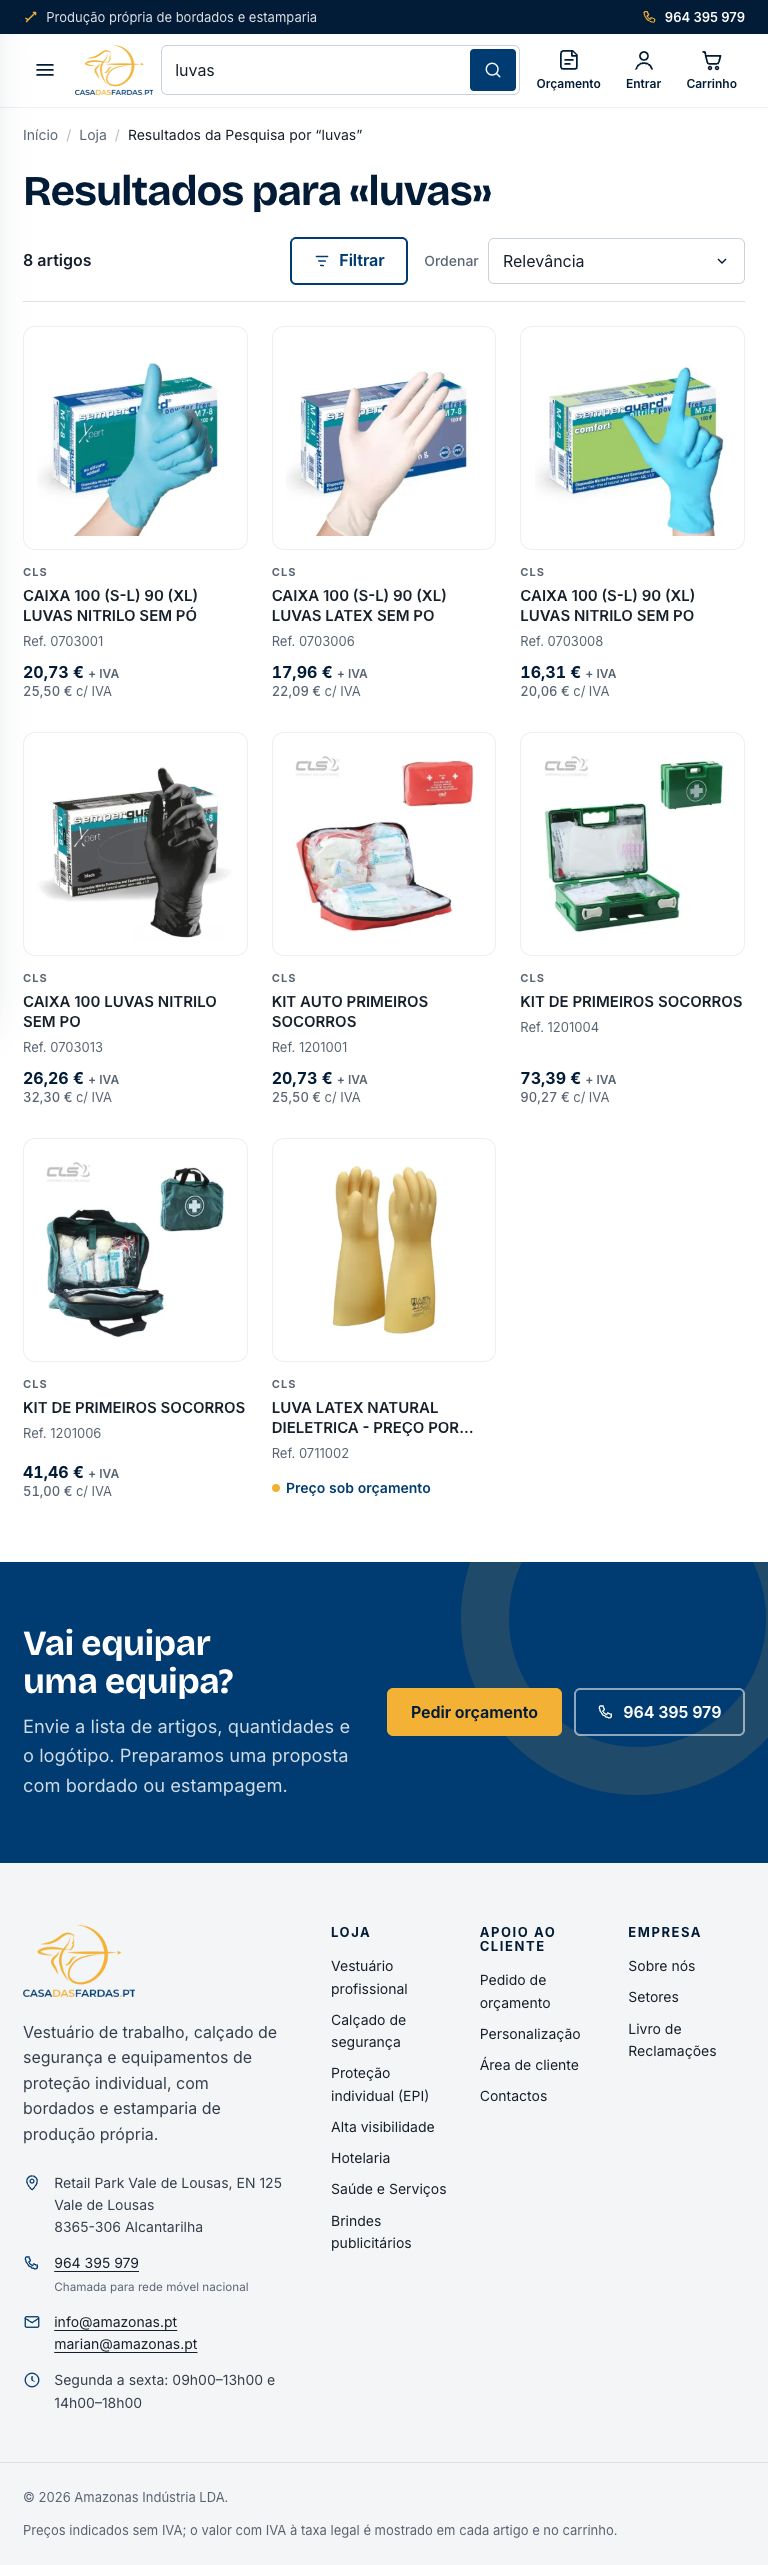 Produção própria de bordados e estamparia
964 395 979
CASADASFARDAS.PT
luvas
Orçamento
Entrar
Carrinho
Início / Loja / Resultados da Pesquisa por “luvas”
Resultados para «luvas»
8 artigos
Filtrar
Ordenar
Relevância
CLS
CAIXA 100 (S-L) 90 (XL)
LUVAS NITRILO SEM PÓ
Ref. 0703001
20,73 € + IVA
25,50 € c/ IVA
CLS
CAIXA 100 (S-L) 90 (XL)
LUVAS LATEX SEM PO
Ref. 0703006
17,96 € + IVA
22,09 € c/ IVA
CLS
CAIXA 100 (S-L) 90 (XL)
LUVAS NITRILO SEM PO
Ref. 0703008
16,31 € + IVA
20,06 € c/ IVA
CLS
CAIXA 100 LUVAS NITRILO
SEM PO
Ref. 0703013
26,26 € + IVA
32,30 € c/ IVA
CLS
CLS
KIT AUTO PRIMEIROS
SOCORROS
Ref. 1201001
20,73 € + IVA
25,50 € c/ IVA
CLS
CLS
KIT DE PRIMEIROS SOCORROS
Ref. 1201004
73,39 € + IVA
90,27 € c/ IVA
CLS
CLS
KIT DE PRIMEIROS SOCORROS
Ref. 1201006
41,46 € + IVA
51,00 € c/ IVA
CLS
LUVA LATEX NATURAL
DIELETRICA - PREÇO POR...
Ref. 0711002
Preço sob orçamento
Vai equipar
uma equipa?
Envie a lista de artigos, quantidades e
o logótipo. Preparamos uma proposta
com bordado ou estampagem.
Pedir orçamento
964 395 979
CASADASFARDAS.PT
Vestuário de trabalho, calçado de
segurança e equipamentos de
proteção individual, com
bordados e estamparia de
produção própria.
Retail Park Vale de Lousas, EN 125
Vale de Lousas
8365-306 Alcantarilha
964 395 979
Chamada para rede móvel nacional
info@amazonas.pt
marian@amazonas.pt
Segunda a sexta: 09h00–13h00 e
14h00–18h00
LOJA
Vestuário
profissional
Calçado de
segurança
Proteção
individual (EPI)
Alta visibilidade
Hotelaria
Saúde e Serviços
Brindes
publicitários
APOIO AO
CLIENTE
Pedido de
orçamento
Personalização
Área de cliente
Contactos
EMPRESA
Sobre nós
Setores
Livro de
Reclamações
© 2026 Amazonas Indústria LDA.
Preços indicados sem IVA; o valor com IVA à taxa legal é mostrado em cada artigo e no carrinho.